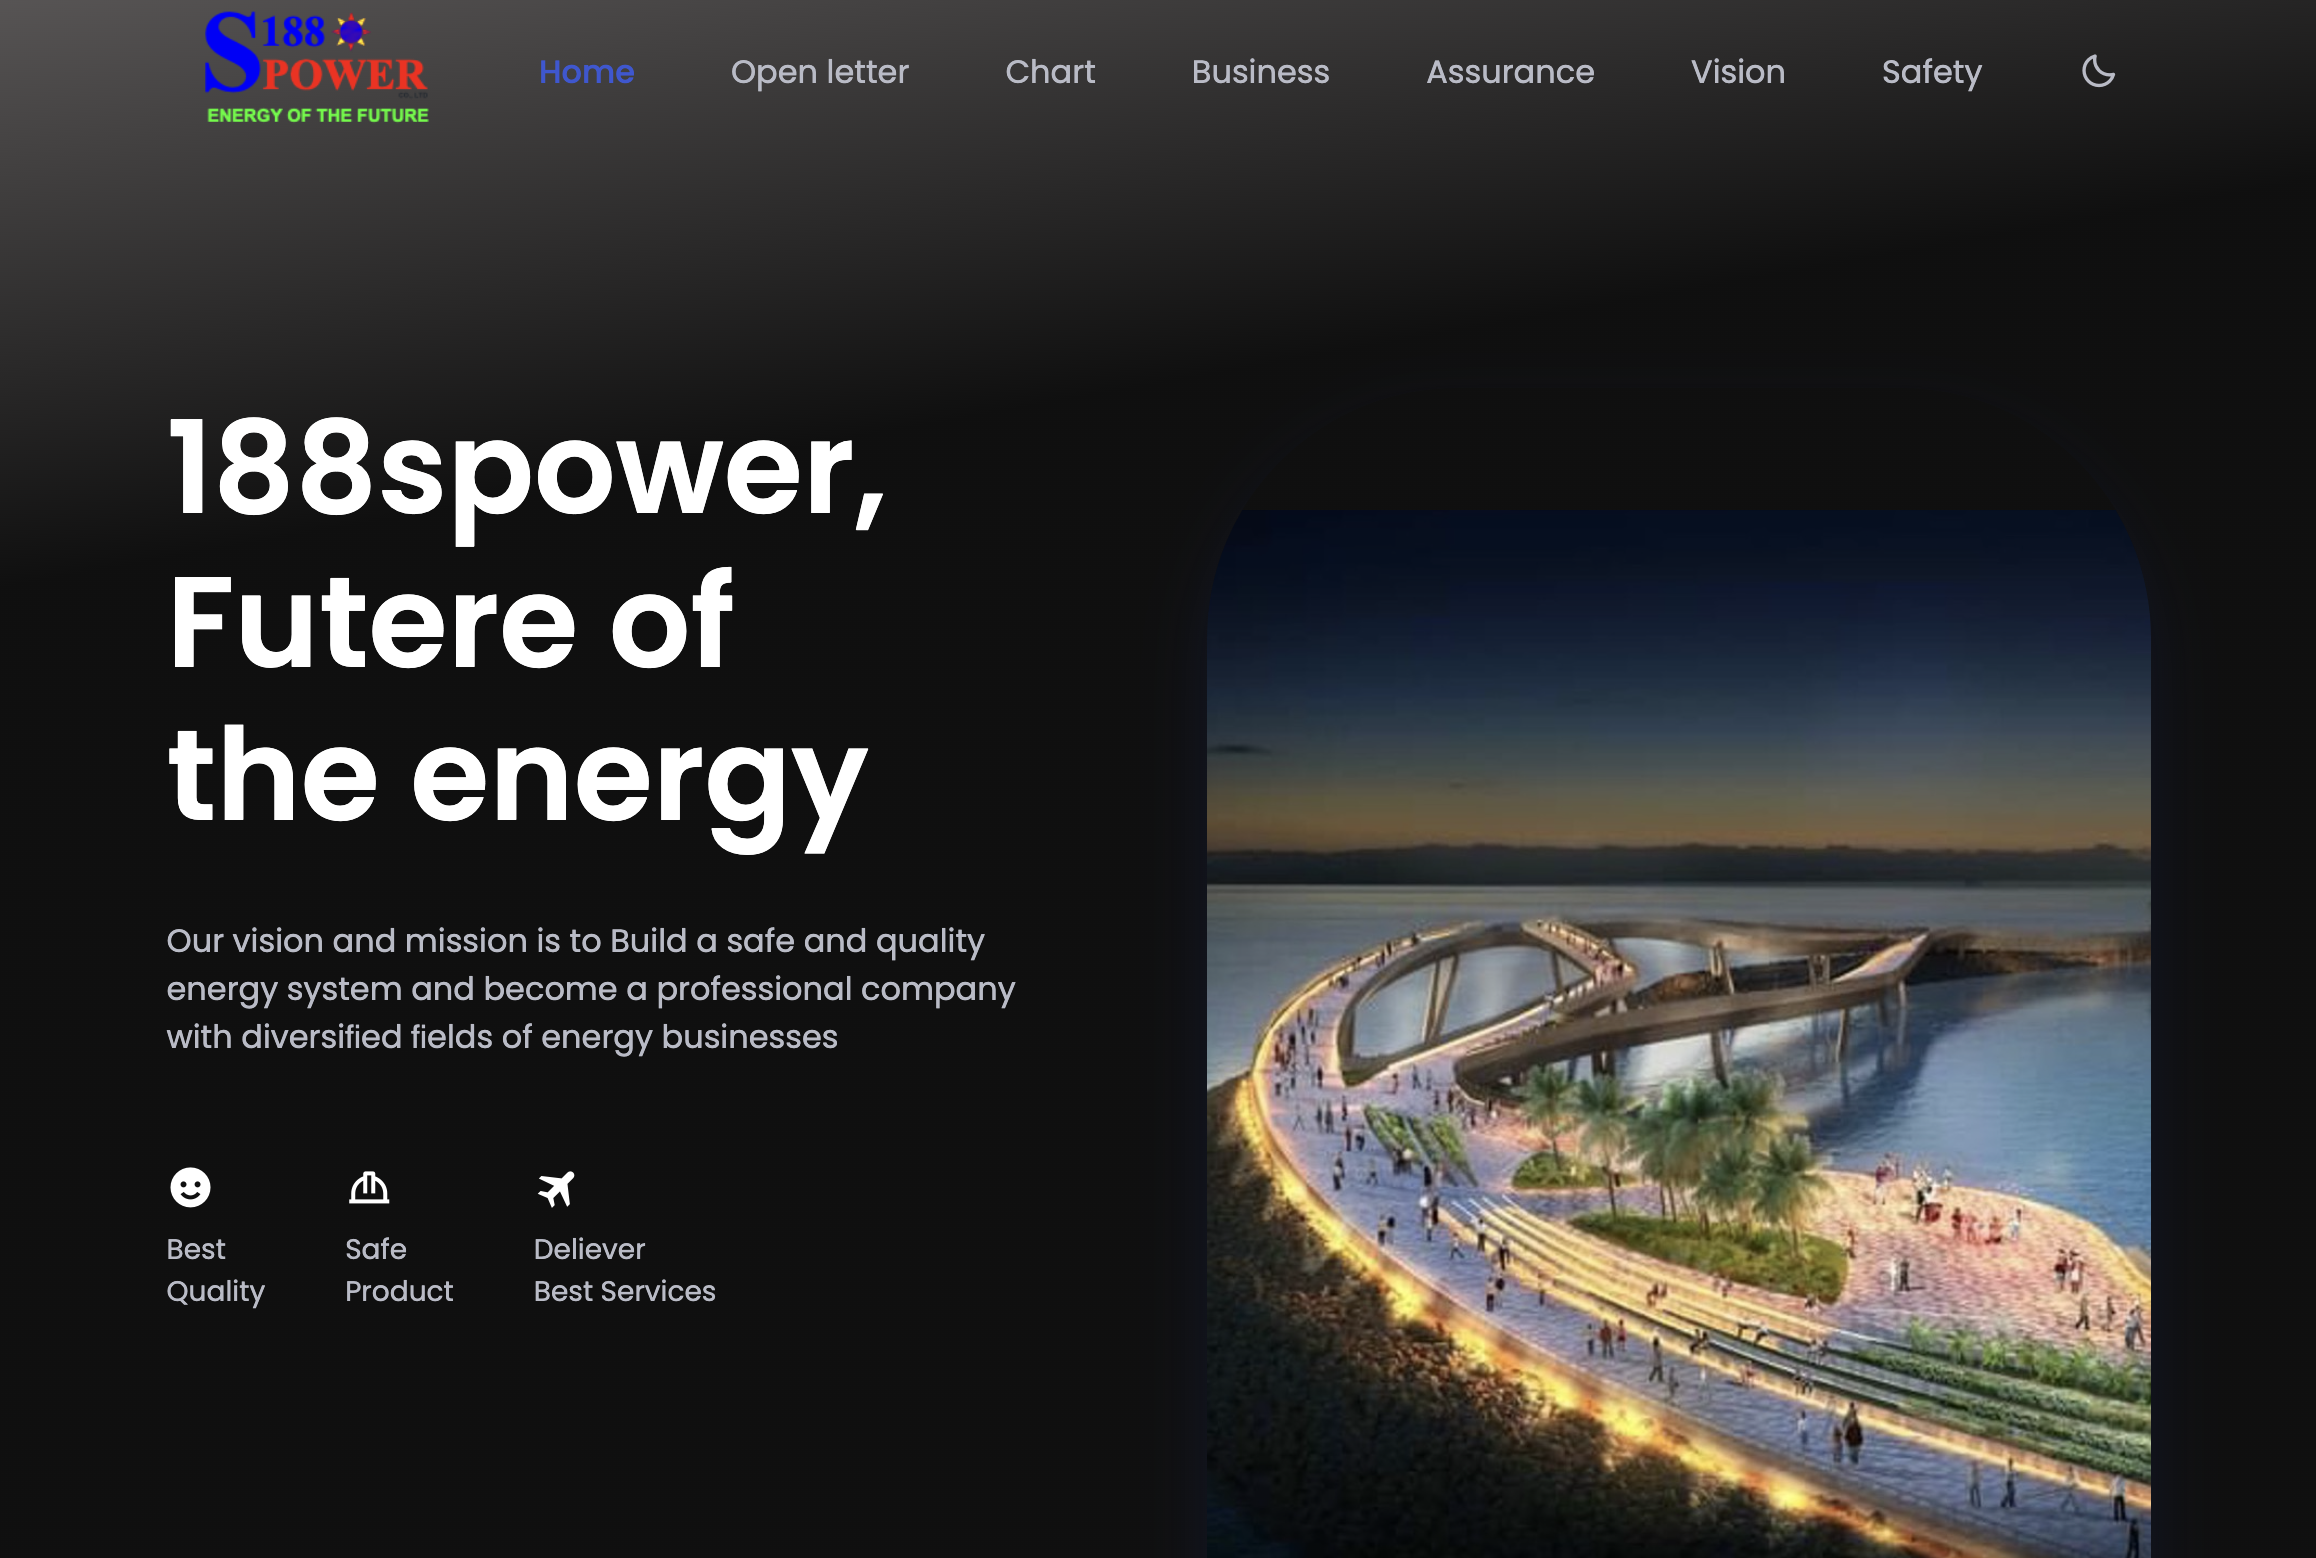 S188
POWER
ENERGY OF THE FUTURE
Home
Open letter
Chart
Business
Assurance
Vision
Safety
188spower,
Futere of
the energy
Our vision and mission is to Build a safe and quality
energy system and become a professional company
with diversified fields of energy businesses
Best
Quality
Safe
Product
Deliever
Best Services